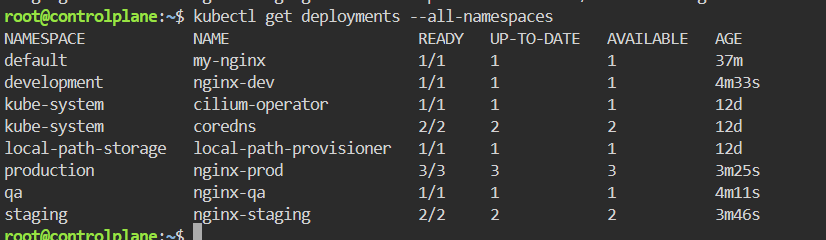 root@controlplane:~$ kubectl get deployments --all-namespaces
NAMESPACE            NAME                     READY   UP-TO-DATE   AVAILABLE   AGE
default              my-nginx                 1/1     1            1           37m
development          nginx-dev                1/1     1            1           4m33s
kube-system          cilium-operator          1/1     1            1           12d
kube-system          coredns                  2/2     2            2           12d
local-path-storage   local-path-provisioner   1/1     1            1           12d
production           nginx-prod               3/3     3            3           3m25s
qa                   nginx-qa                 1/1     1            1           4m11s
staging              nginx-staging            2/2     2            2           3m46s
root@controlplane:~$